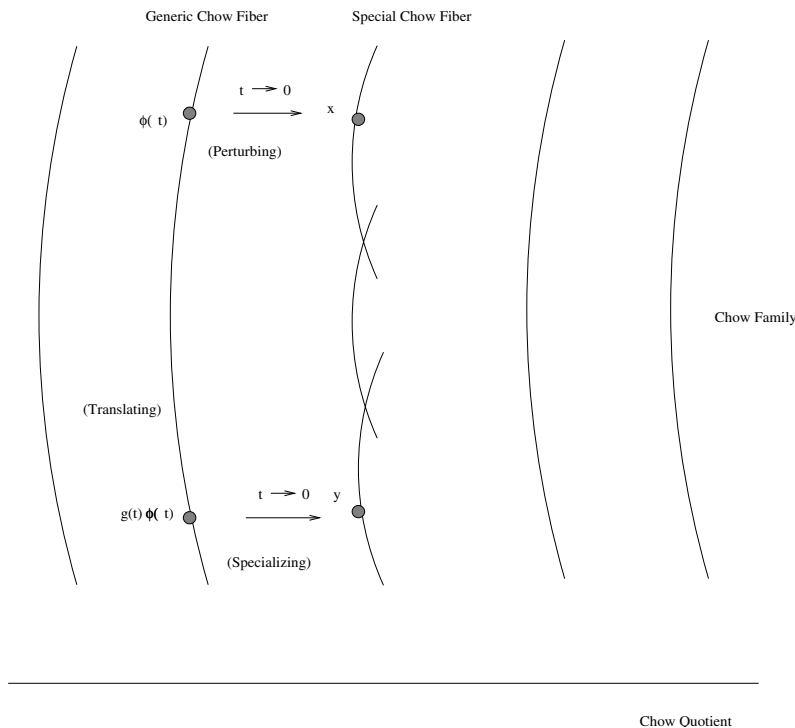 Generic Chow Fiber
Special Chow Fiber
t → 0
x
ϕ( t)
(Perturbing)
Chow Family
(Translating)
t → 0
y
g(t) ϕ( t)
(Specializing)
Chow Quotient